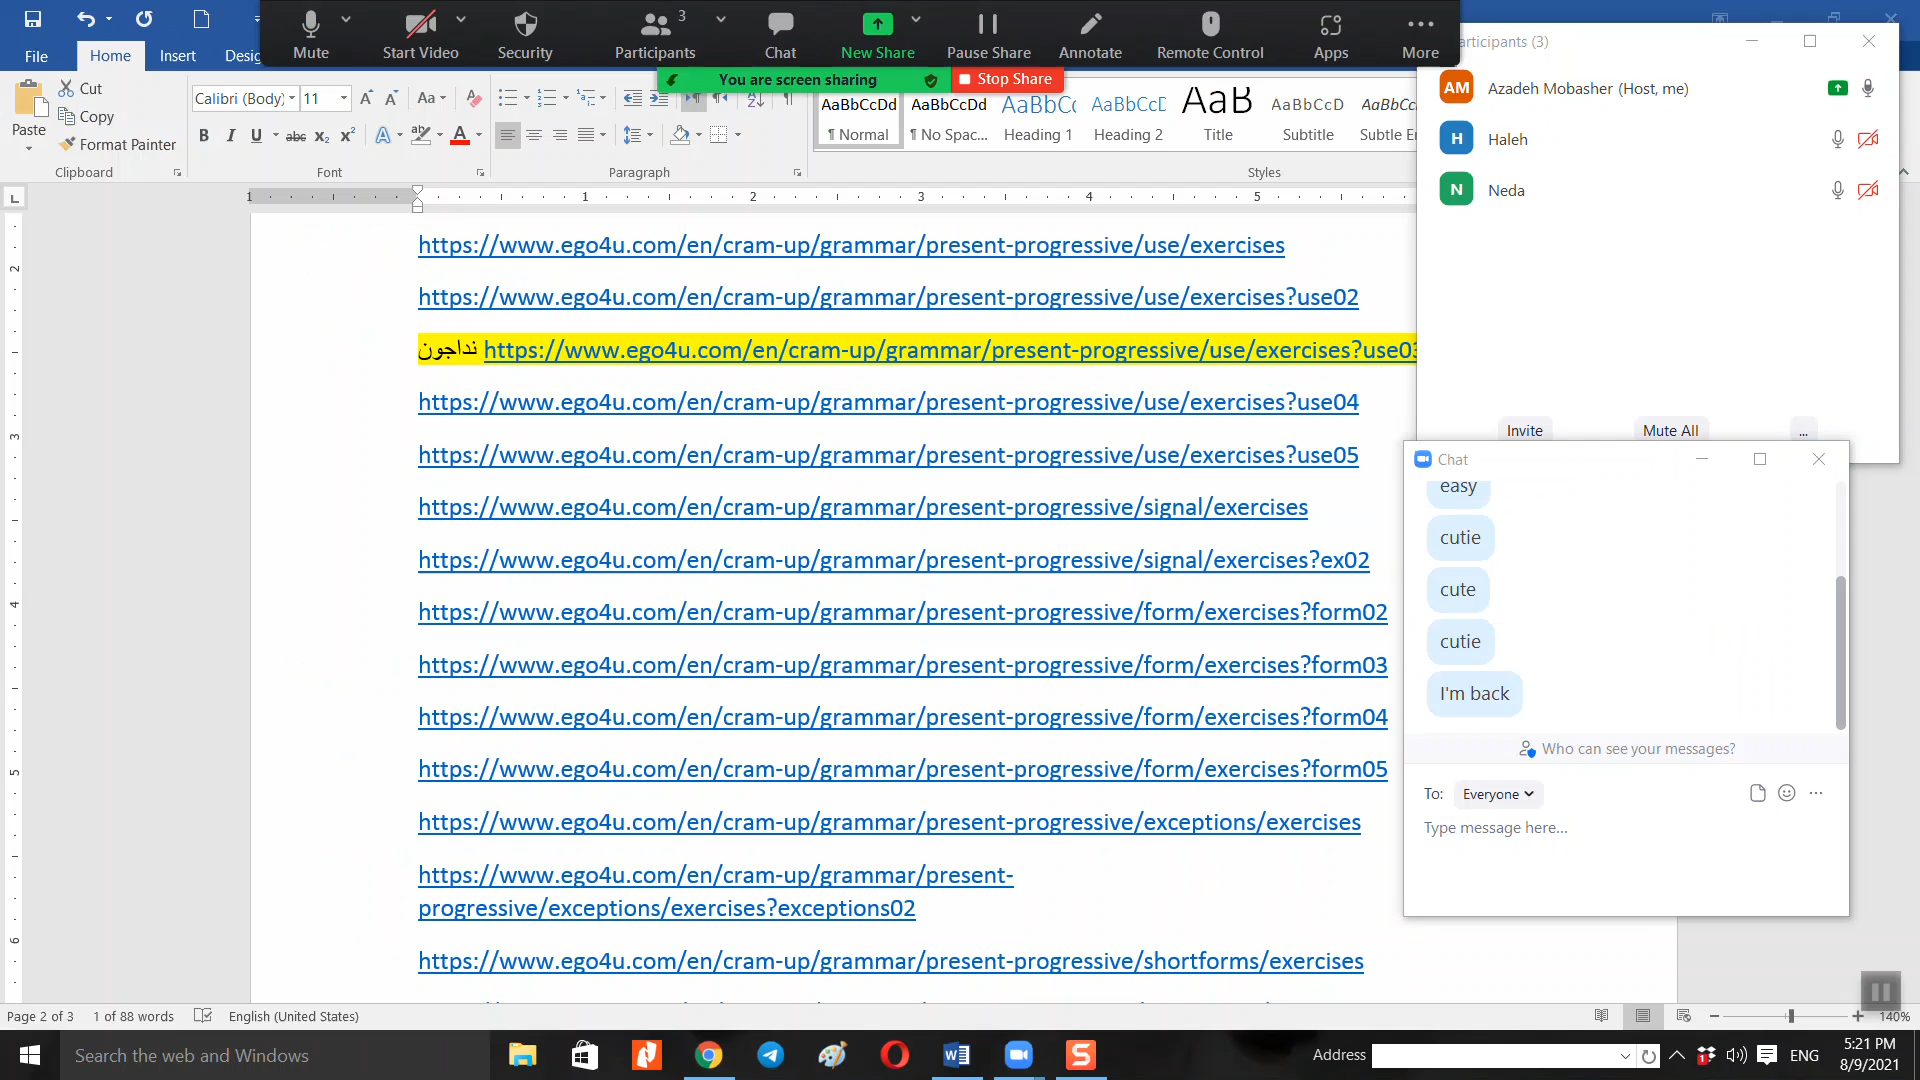 Mute
Start Video
Security
Participants
3
Chat
New Share
Pause Share
Annotate
Remote Control
Apps
More
You are screen sharing
Stop Share
File
Home
Insert
Paste
Cut
Copy
Format Painter
Calibri (Body)
11
Aa
Clipboard
Font
Paragraph
Styles
AaBbCcDd
¶ Normal
AaBbCcDd
¶ No Spac...
Heading 1
AaBbCcD
Heading 2
AaB
Title
AaBbCcD
Subtitle
1 1 2 3 4 5
https://www.ego4u.com/en/cram-up/grammar/present-progressive/use/exercises
https://www.ego4u.com/en/cram-up/grammar/present-progressive/use/exercises?use02
نداجون https://www.ego4u.com/en/cram-up/grammar/present-progressive/use/exercises?use03
https://www.ego4u.com/en/cram-up/grammar/present-progressive/use/exercises?use04
https://www.ego4u.com/en/cram-up/grammar/present-progressive/use/exercises?use05
https://www.ego4u.com/en/cram-up/grammar/present-progressive/signal/exercises
https://www.ego4u.com/en/cram-up/grammar/present-progressive/signal/exercises?ex02
https://www.ego4u.com/en/cram-up/grammar/present-progressive/form/exercises?form02
https://www.ego4u.com/en/cram-up/grammar/present-progressive/form/exercises?form03
https://www.ego4u.com/en/cram-up/grammar/present-progressive/form/exercises?form04
https://www.ego4u.com/en/cram-up/grammar/present-progressive/form/exercises?form05
https://www.ego4u.com/en/cram-up/grammar/present-progressive/exceptions/exercises
https://www.ego4u.com/en/cram-up/grammar/present-
progressive/exceptions/exercises?exceptions02
https://www.ego4u.com/en/cram-up/grammar/present-progressive/shortforms/exercises
2
3
4
5
6
articipants (3)
AM
Azadeh Mobasher (Host, me)
H
Haleh
N
Neda
Invite
Mute All
...
Chat
easy
cutie
cute
cutie
I'm back
Who can see your messages?
To: Everyone
Type message here...
Page 2 of 3
1 of 88 words
English (United States)
140%
Search the web and Windows
Address
ENG
5:21 PM
8/9/2021